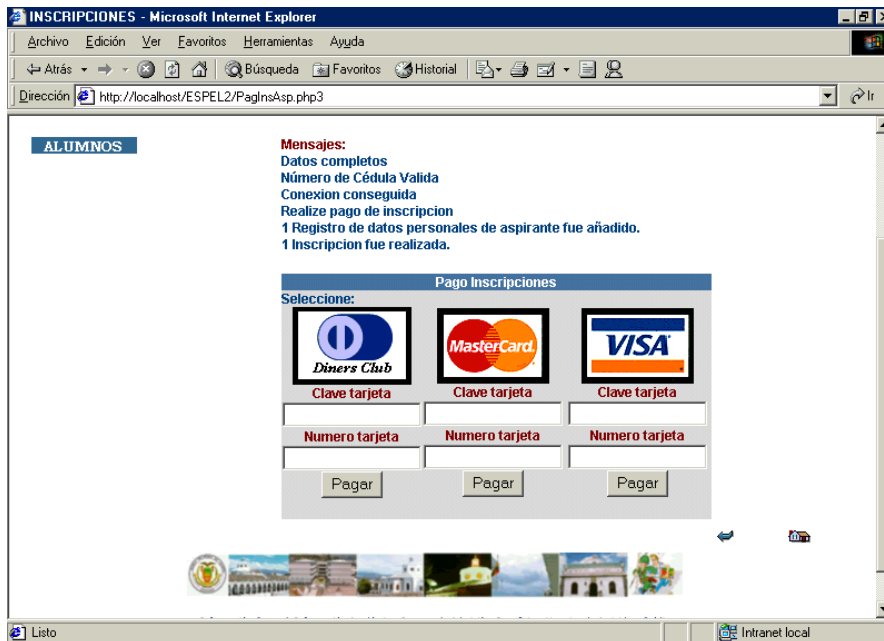 INSCRIPCIONES - Microsoft Internet Explorer
Archivo Edición Ver Favoritos Herramientas Ayuda
Atrás Búsqueda Favoritos Historial
Dirección http://localhost/ESPEL2/PagInsAsp.php3 Ir
ALUMNOS
Mensajes:
Datos completos
Número de Cédula Valida
Conexion conseguida
Realize pago de inscripcion
1 Registro de datos personales de aspirante fue añadido.
1 Inscripcion fue realizada.
Pago Inscripciones
Seleccione:
Diners Club MasterCard VISA
Clave tarjeta Clave tarjeta Clave tarjeta
Numero tarjeta Numero tarjeta Numero tarjeta
Pagar Pagar Pagar
Listo Intranet local